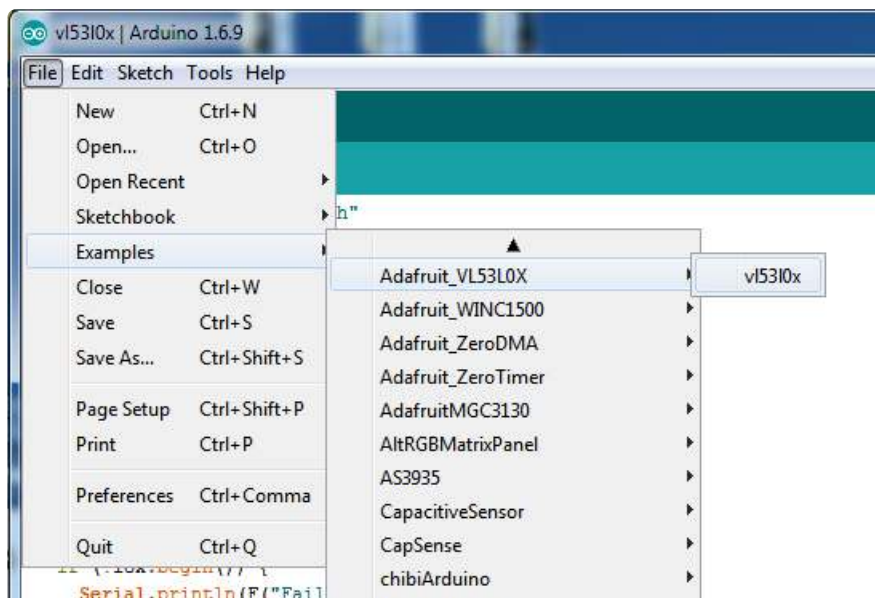 vl53l0x | Arduino 1.6.9
File Edit Sketch Tools Help
New Ctrl+N
Open... Ctrl+O
Open Recent
Sketchbook
Examples
Close Ctrl+W
Save Ctrl+S
Save As... Ctrl+Shift+S
Page Setup Ctrl+Shift+P
Print Ctrl+P
Preferences Ctrl+Comma
Quit Ctrl+Q
h"
Adafruit_VL53L0X
Adafruit_WINC1500
Adafruit_ZeroDMA
Adafruit_ZeroTimer
AdafruitMGC3130
AltRGBMatrixPanel
AS3935
CapacitiveSensor
CapSense
chibiArduino
vl53l0x
Serial.println(F("Fail